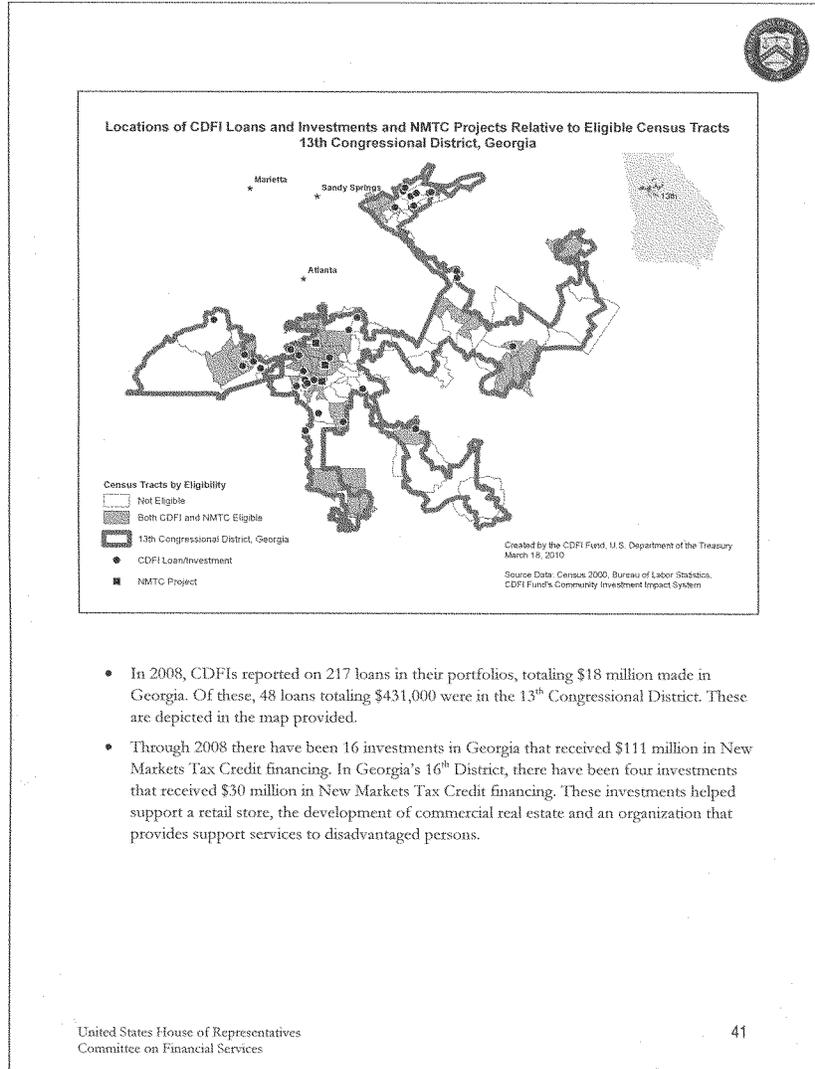 Locations of CDFI Loans and Investments and NMTC Projects Relative to Eligible Census Tracts
13th Congressional District, Georgia
Marietta
Sandy Springs
13th
Atlanta
Census Tracts by Eligibility
Not Eligible
Both CDFI and NMTC Eligible
13th Congressional District, Georgia
CDFI Loan/Investment
NMTC Project
Created by the CDFI Fund, U.S. Department of the Treasury
March 18, 2010
Source Data: Census 2000, Bureau of Labor Statistics,
CDFI Fund's Community Investment Impact System
• In 2008, CDFIs reported on 217 loans in their portfolios, totaling $18 million made in
Georgia. Of these, 48 loans totaling $431,000 were in the 13th Congressional District. These
are depicted in the map provided.
• Through 2008 there have been 16 investments in Georgia that received $111 million in New
Markets Tax Credit financing. In Georgia's 16th District, there have been four investments
that received $30 million in New Markets Tax Credit financing. These investments helped
support a retail store, the development of commercial real estate and an organization that
provides support services to disadvantaged persons.
United States House of Representatives
Committee on Financial Services
41